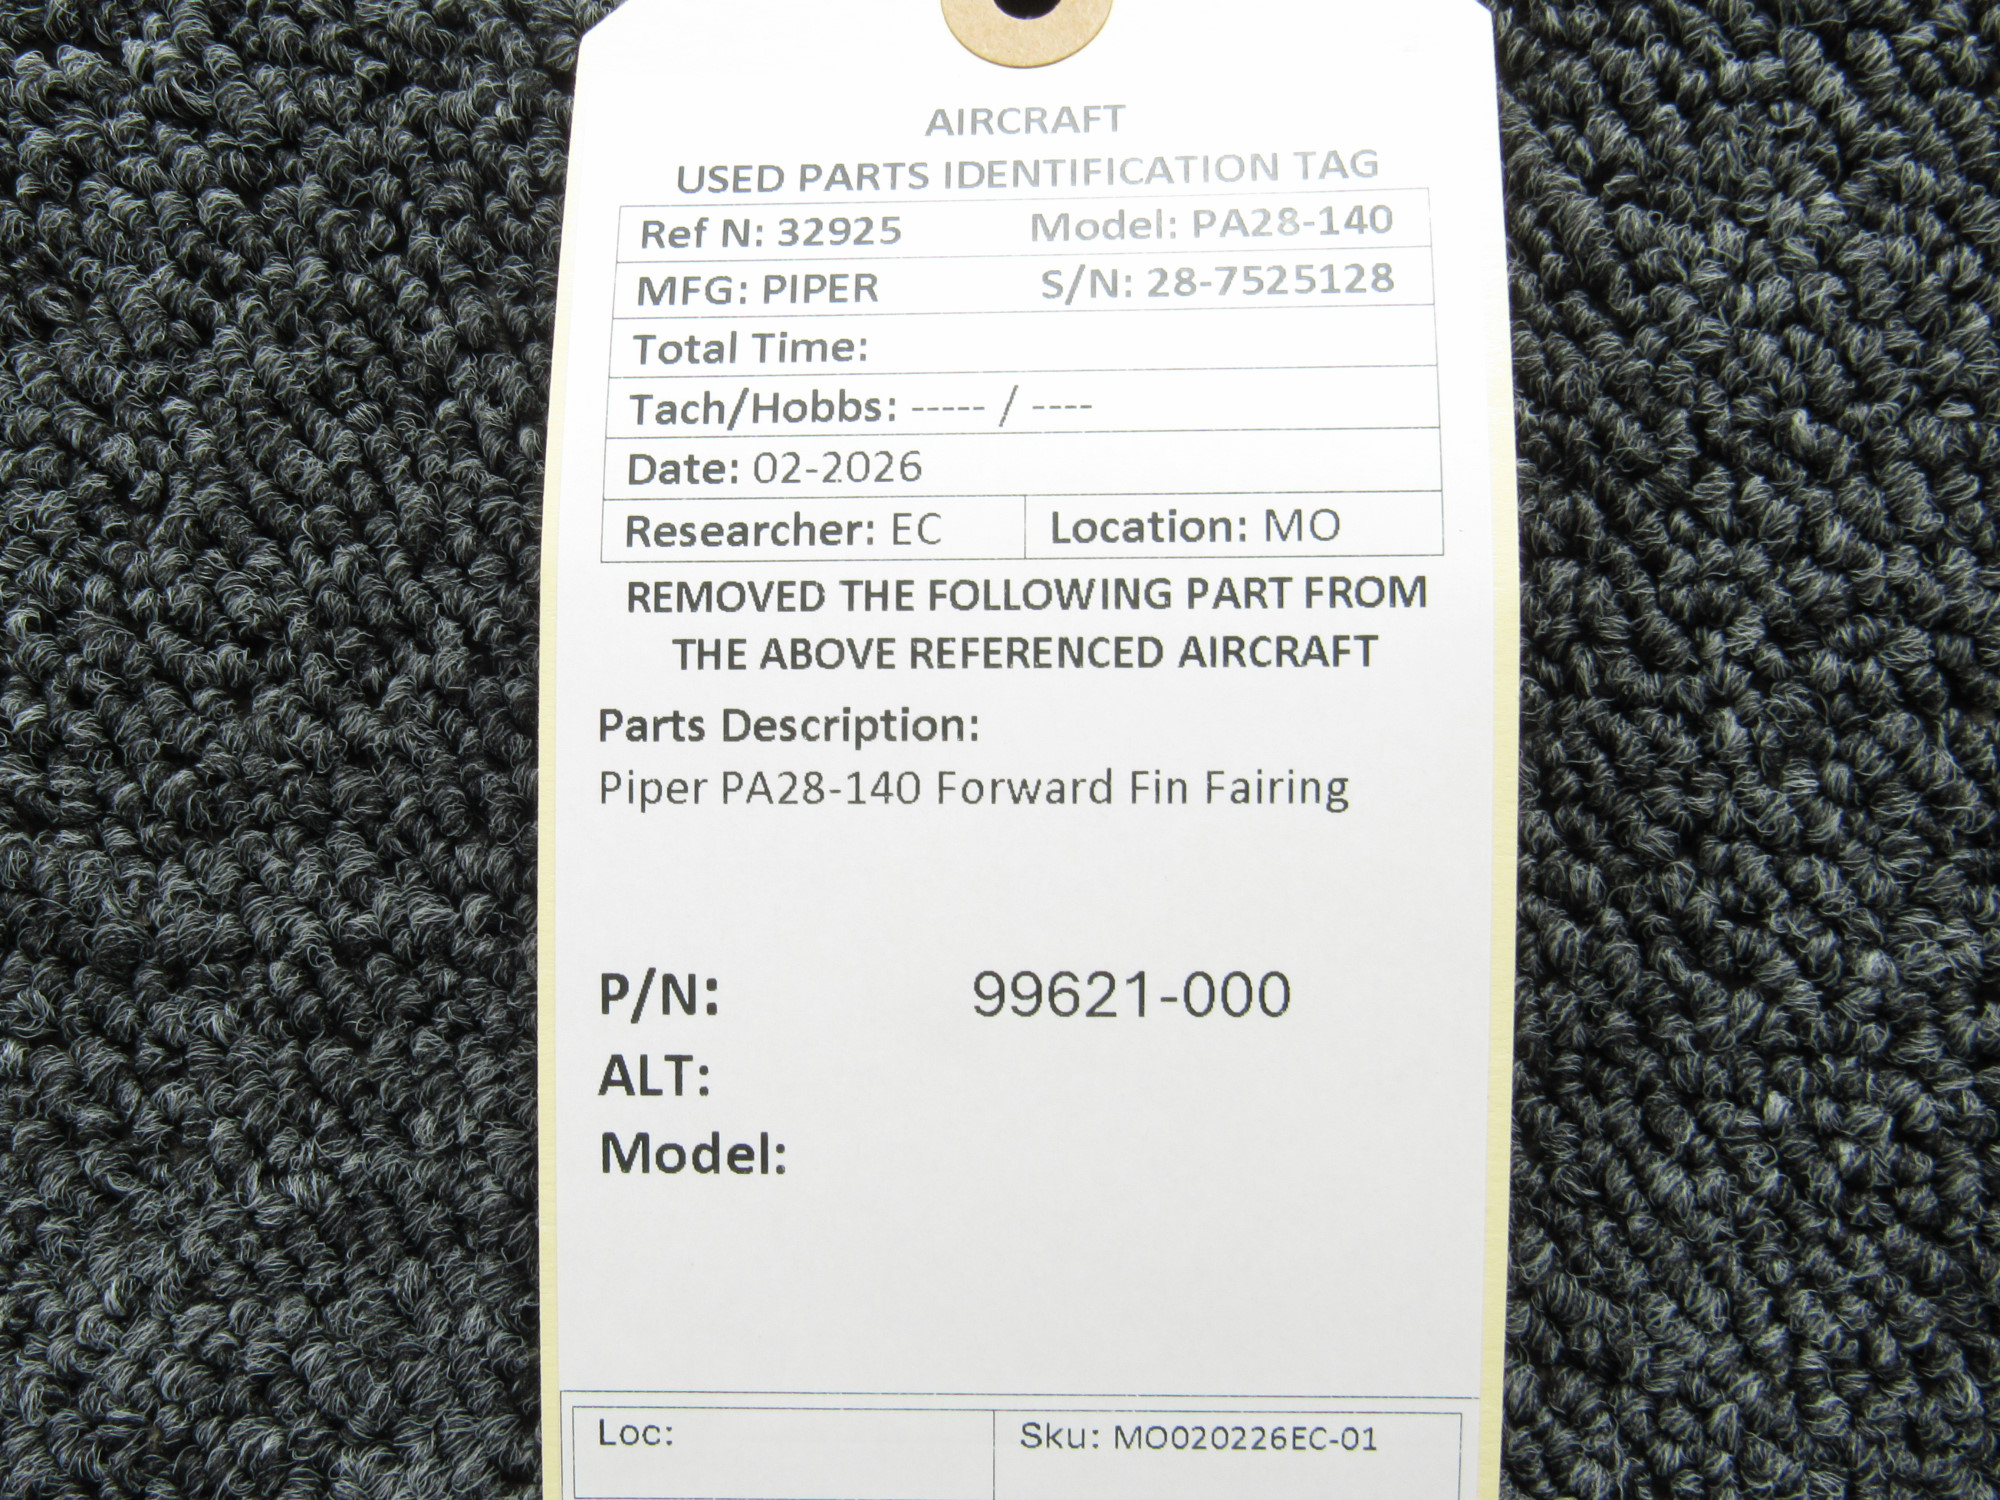 AIRCRAFT
USED PARTS IDENTIFICATION TAG
Ref N: 32925 Model: PA28-140
MFG: PIPER S/N: 28-7525128
Total Time:
Tach/Hobbs: ----- / ----
Date: 02-2026
Researcher: EC Location: MO
REMOVED THE FOLLOWING PART FROM
THE ABOVE REFERENCED AIRCRAFT
Parts Description:
Piper PA28-140 Forward Fin Fairing
P/N: 99621-000
ALT:
Model:
Loc: Sku: MO020226EC-01